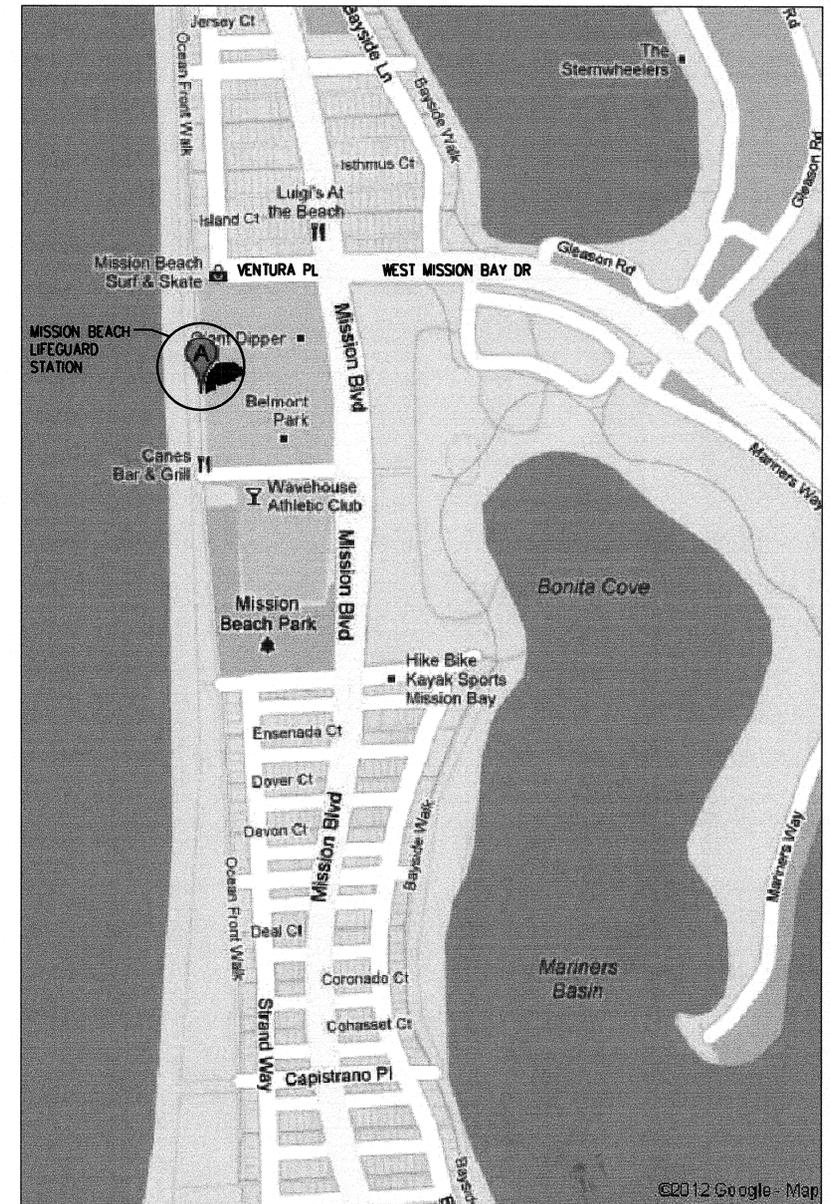 Jersey Ct
Ocean Front Walk
Bayside Ln
Bayside Walk
The
Sternwheelers
Rd
Gleason Rd
Isthmus Ct
Luigi's At
the Beach
Island Ct
Mission Beach
Surf & Skate
VENTURA PL
WEST MISSION BAY DR
Gleason Rd
MISSION BEACH
LIFEGUARD
STATION
A
Giant Dipper
Mission Blvd
Belmont
Park
Canes
Bar & Grill
Wavehouse
Athletic Club
Mariners Way
Mission Blvd
Bonita Cove
Mission
Beach Park
Hike Bike
Kayak Sports
Mission Bay
Ensenada Ct
Dover Ct
Devon Ct
Mission Blvd
Bayside Walk
Mariners Way
Ocean Front Walk
Deal Ct
Coronado Ct
Mariners
Basin
Cohasset Ct
Strand Way
Capistrano Pl
©2012 Google - Map